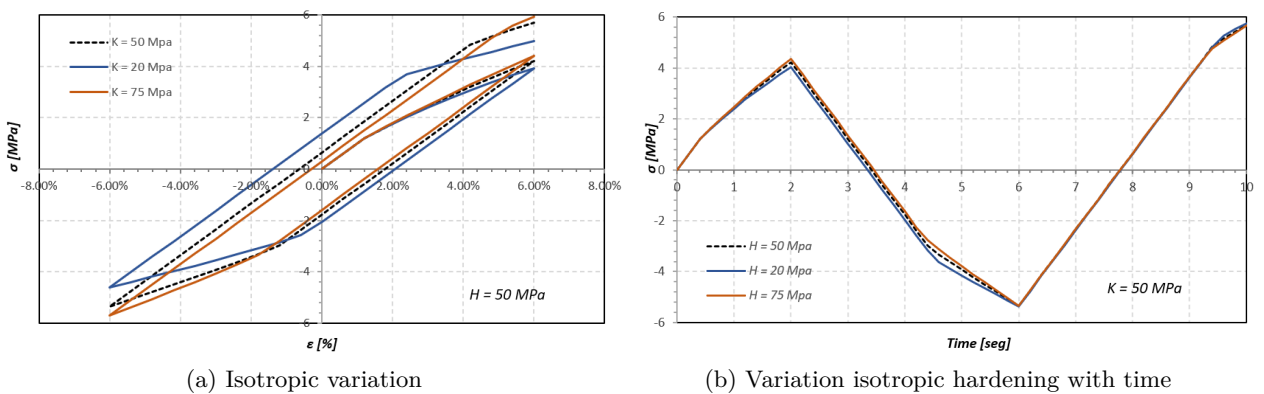 6
4
2
0
-2
-4
-6
-8.00%
-6.00%
-4.00%
-2.00%
0.00%
2.00%
4.00%
6.00%
8.00%
σ [MPa]
ε [%]
K = 50 Mpa
K = 20 Mpa
K = 75 Mpa
H = 50 MPa
(a) Isotropic variation
6
4
2
0
-2
-4
-6
0
1
2
3
4
5
6
7
8
9
10
σ [MPa]
Time [seg]
H = 50 Mpa
H = 20 Mpa
H = 75 Mpa
K = 50 MPa
(b) Variation isotropic hardening with time